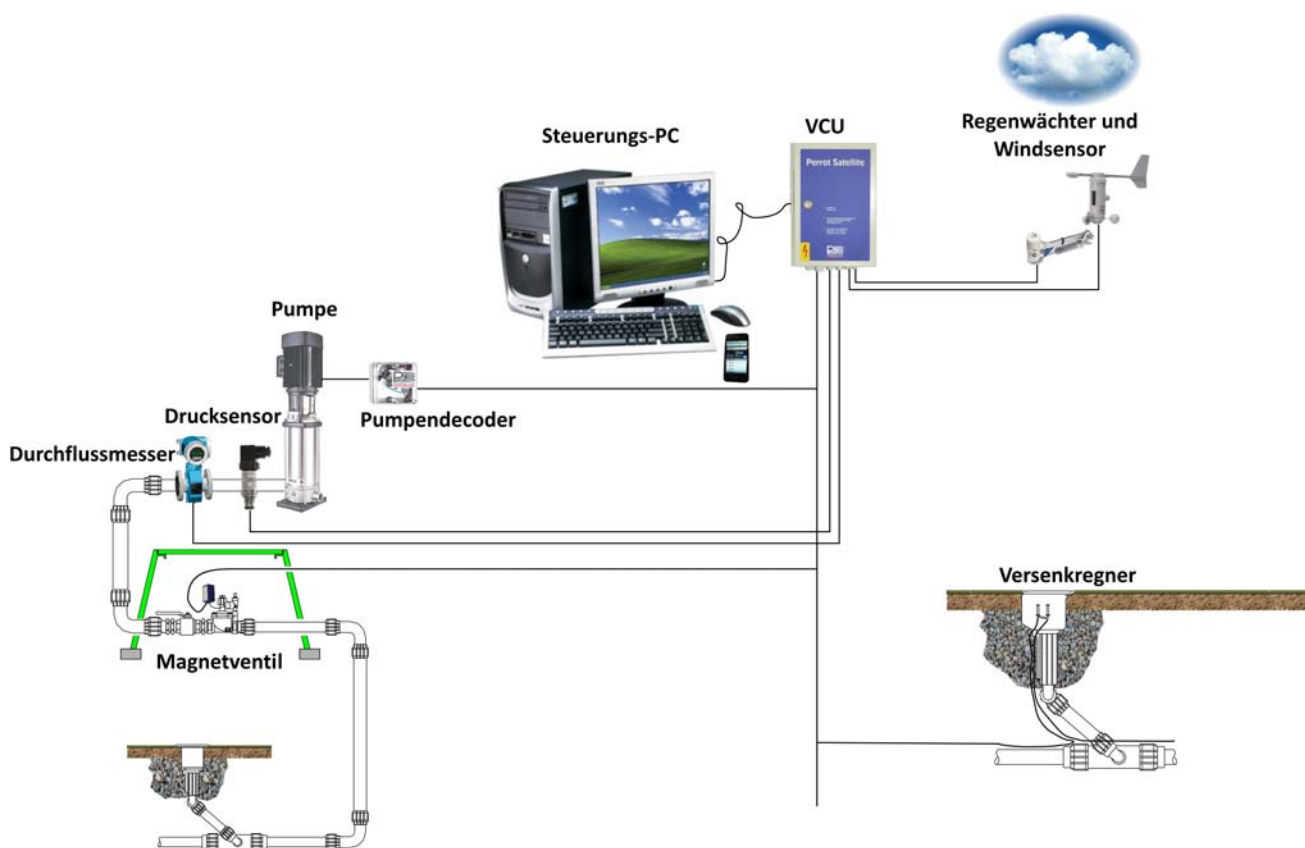 Regenwächter und
Windsensor
VCU
Steuerungs-PC
Perrot Satellite
Pumpe
Drucksensor
Pumpendecoder
Durchflussmesser
Versenkregner
Magnetventil